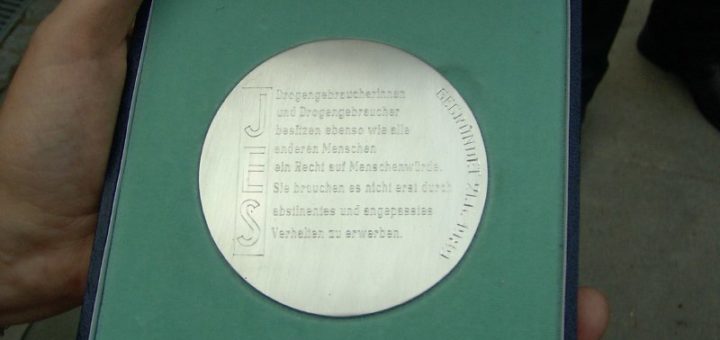 JES
Drogengebraucherinnen
und Drogengebraucher
besitzen ebenso wie alle
anderen Menschen
ein Recht auf Menschenwürde.
Sie brauchen es nicht erst durch
abstinentes und angepasstes
Verhalten zu erwerben.
GEGRÜNDET